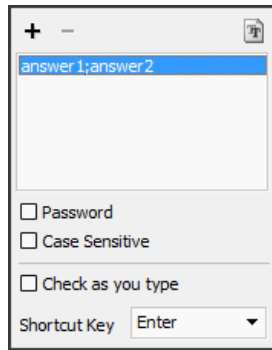 answer1;answer2
Password
Case Sensitive
Check as you type
Shortcut Key Enter